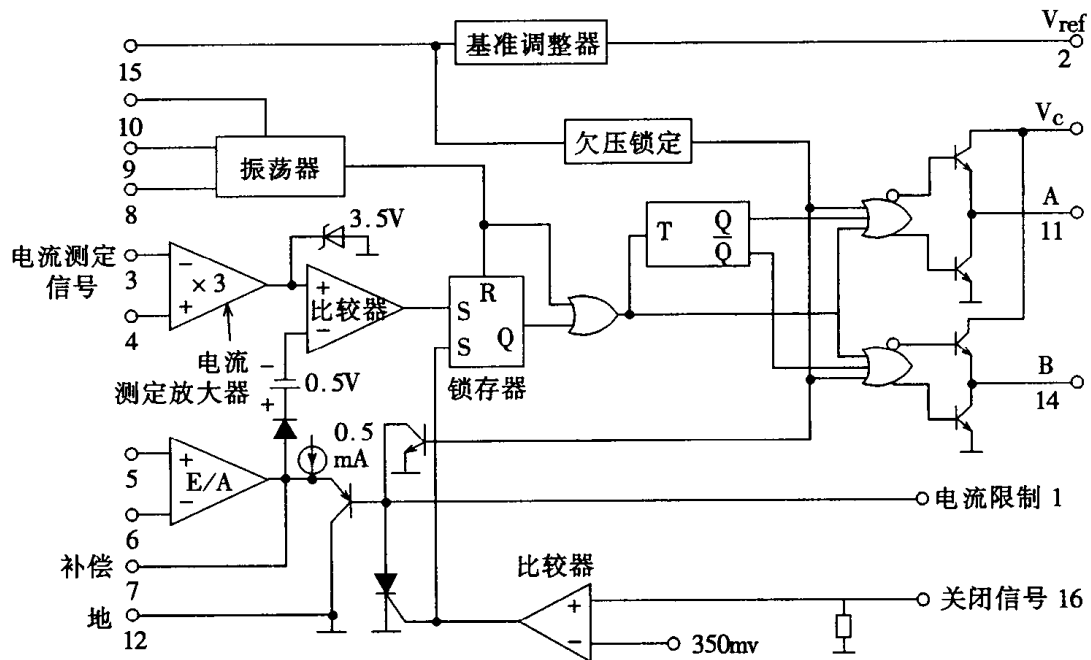 V_ref
基准调整器
2
15
10
V_c
欠压锁定
9
振荡器
8
A
11
3.5V
T Q
Q̅
电流测定
信号
3
−
×3
+
4
+
比较器
−
R
S
S Q
锁存器
电流
测定放大器
−
0.5V
+
B
14
0.5
mA
5
+
E/A
−
6
电流限制 1
补偿
7
比较器
地
12
+
−
关闭信号 16
350mv